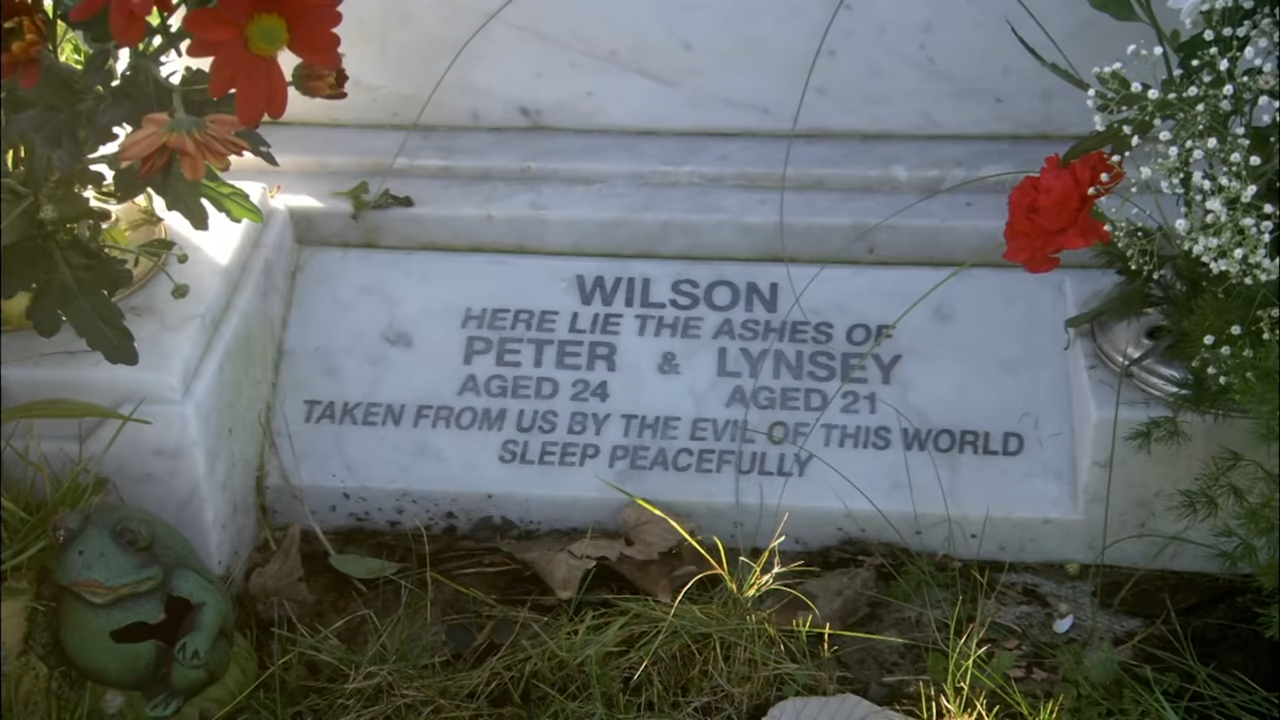 WILSON
HERE LIE THE ASHES OF
PETER & LYNSEY
AGED 24 AGED 21
TAKEN FROM US BY THE EVIL OF THIS WORLD
SLEEP PEACEFULLY